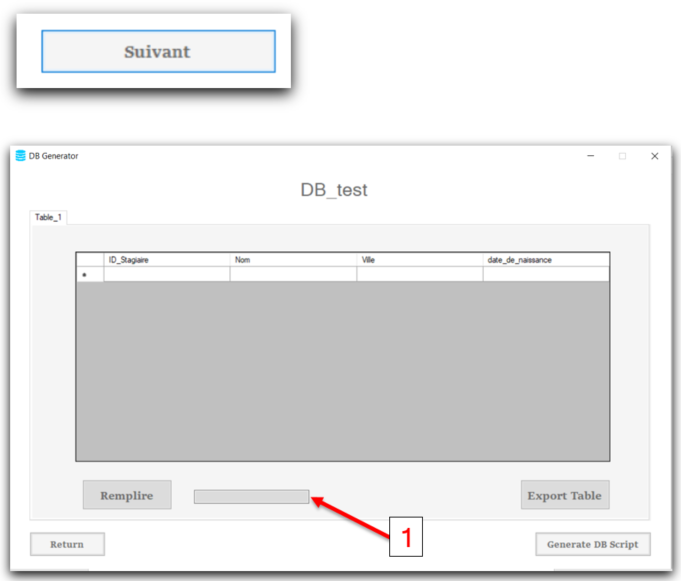 Suivant
DB Generator
DB_test
Table_1
ID_Stagiaire Nom Ville date_de_naissance
Remplire Export Table
1
Return Generate DB Script